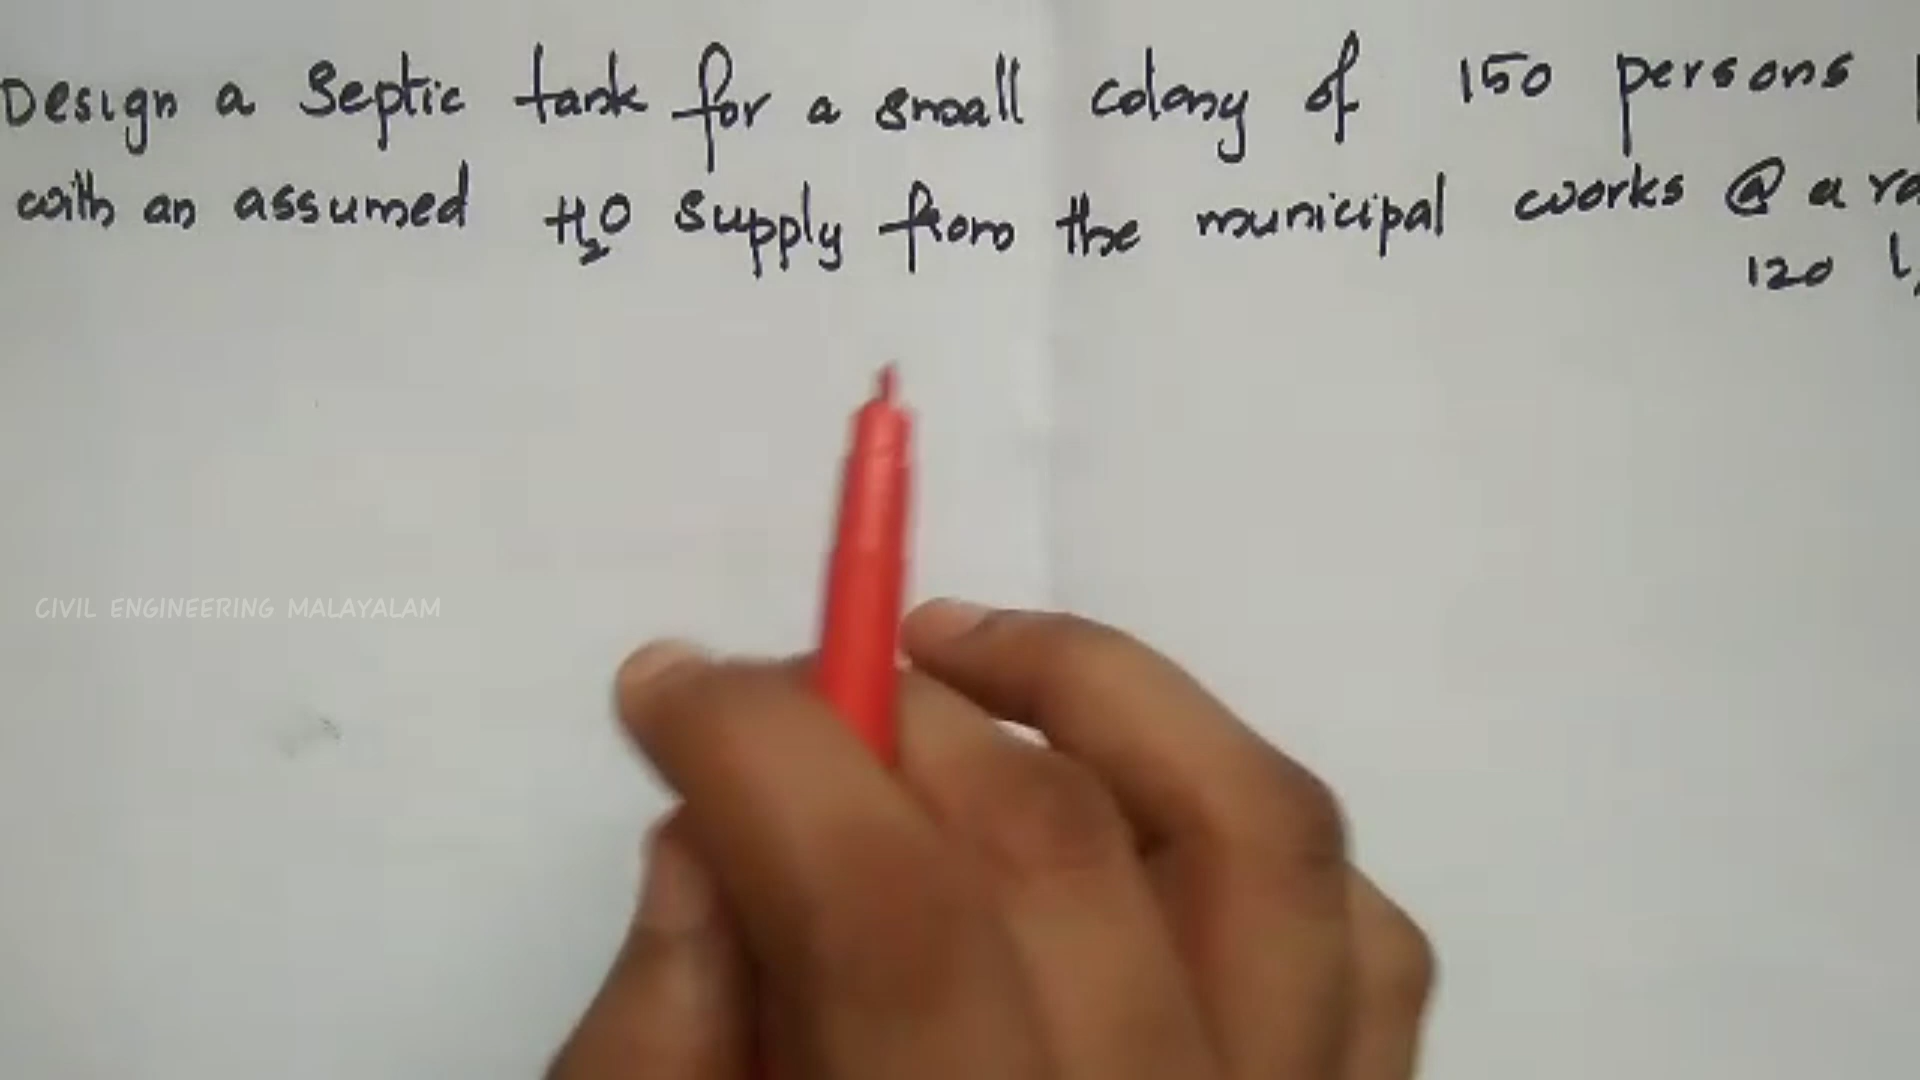 Design a Septic tank for a small colony of 150 persons
with an assumed H₂O supply from the municipal works @ a
120
CIVIL ENGINEERING MALAYALAM